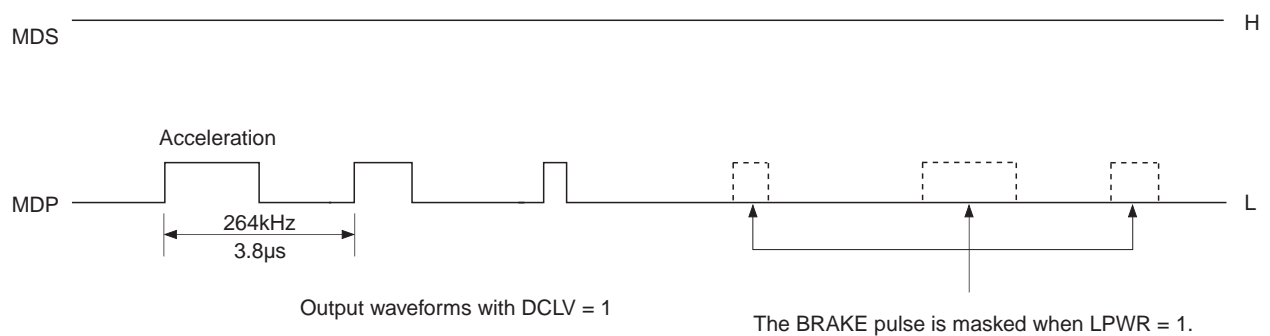 MDS
H
Acceleration
MDP
L
264kHz
3.8µs
Output waveforms with DCLV = 1
The BRAKE pulse is masked when LPWR = 1.